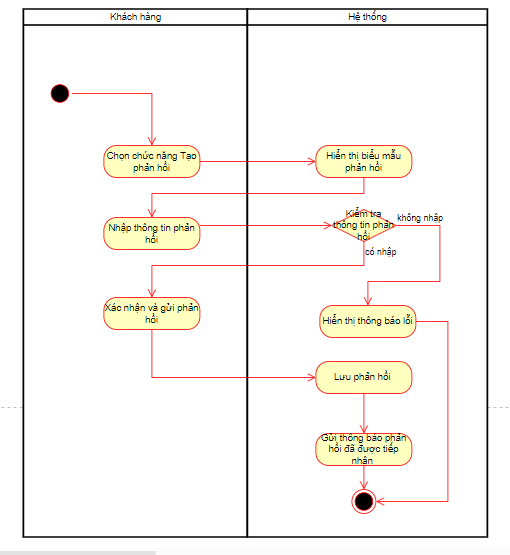 Khách hàng
Hệ thống
Chọn chức năng Tạo
phản hồi
Hiển thị biểu mẫu
phản hồi
Nhập thông tin phản
hồi
Kiểm tra
thông tin phản
hồi
không nhập
có nhập
Xác nhận và gửi phản
hồi
Hiển thị thông báo lỗi
Lưu phản hồi
Gửi thông báo phản
hồi đã được tiếp
nhận